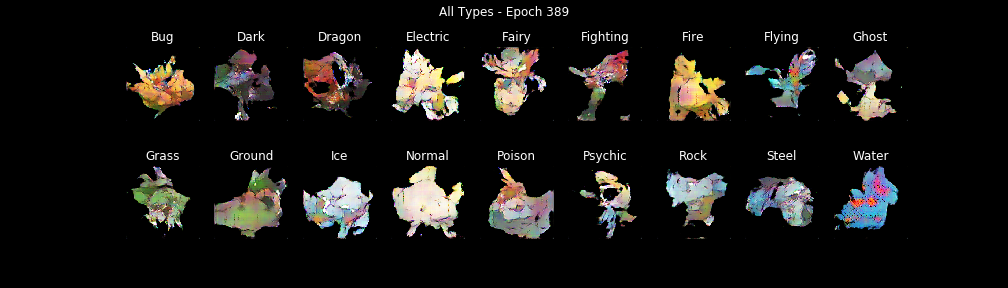 All Types - Epoch 389
Bug Dark Dragon Electric Fairy Fighting Fire Flying Ghost
Grass Ground Ice Normal Poison Psychic Rock Steel Water